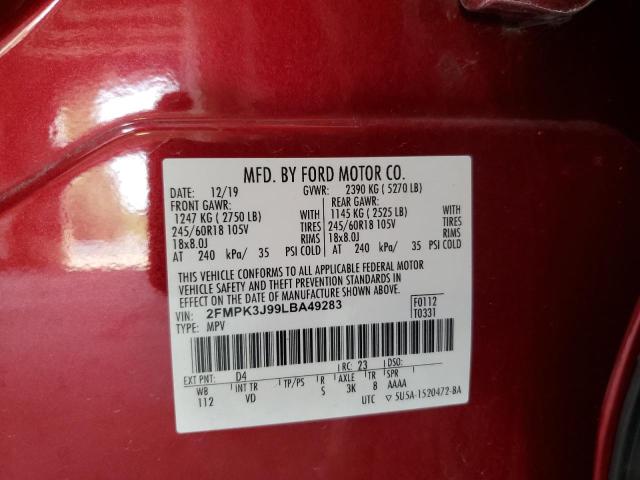 MFD. BY FORD MOTOR CO.
DATE: 12/19 GVWR: 2390 KG ( 5270 LB)
FRONT GAWR: REAR GAWR:
1247 KG ( 2750 LB) WITH 1145 KG ( 2525 LB) WITH
245/60R18 105V TIRES 245/60R18 105V TIRES
18x8.0J RIMS 18x8.0J RIMS
AT 240 kPa/ 35 PSI COLD AT 240 kPa/ 35 PSI COLD
THIS VEHICLE CONFORMS TO ALL APPLICABLE FEDERAL MOTOR
VEHICLE SAFETY AND THEFT PREVENTION STANDARDS IN
EFFECT ON THE DATE OF MANUFACTURE SHOWN ABOVE.
VIN: 2FMPK3J99LBA49283 F0112
TYPE: MPV T0331
EXT PNT: D4 RC: 23 DSO:
WB INT TR TP/PS R AXLE TR SPR
112 VD S 3K 8 AAAA
UTC ▽ 5U5A-1520472-BA